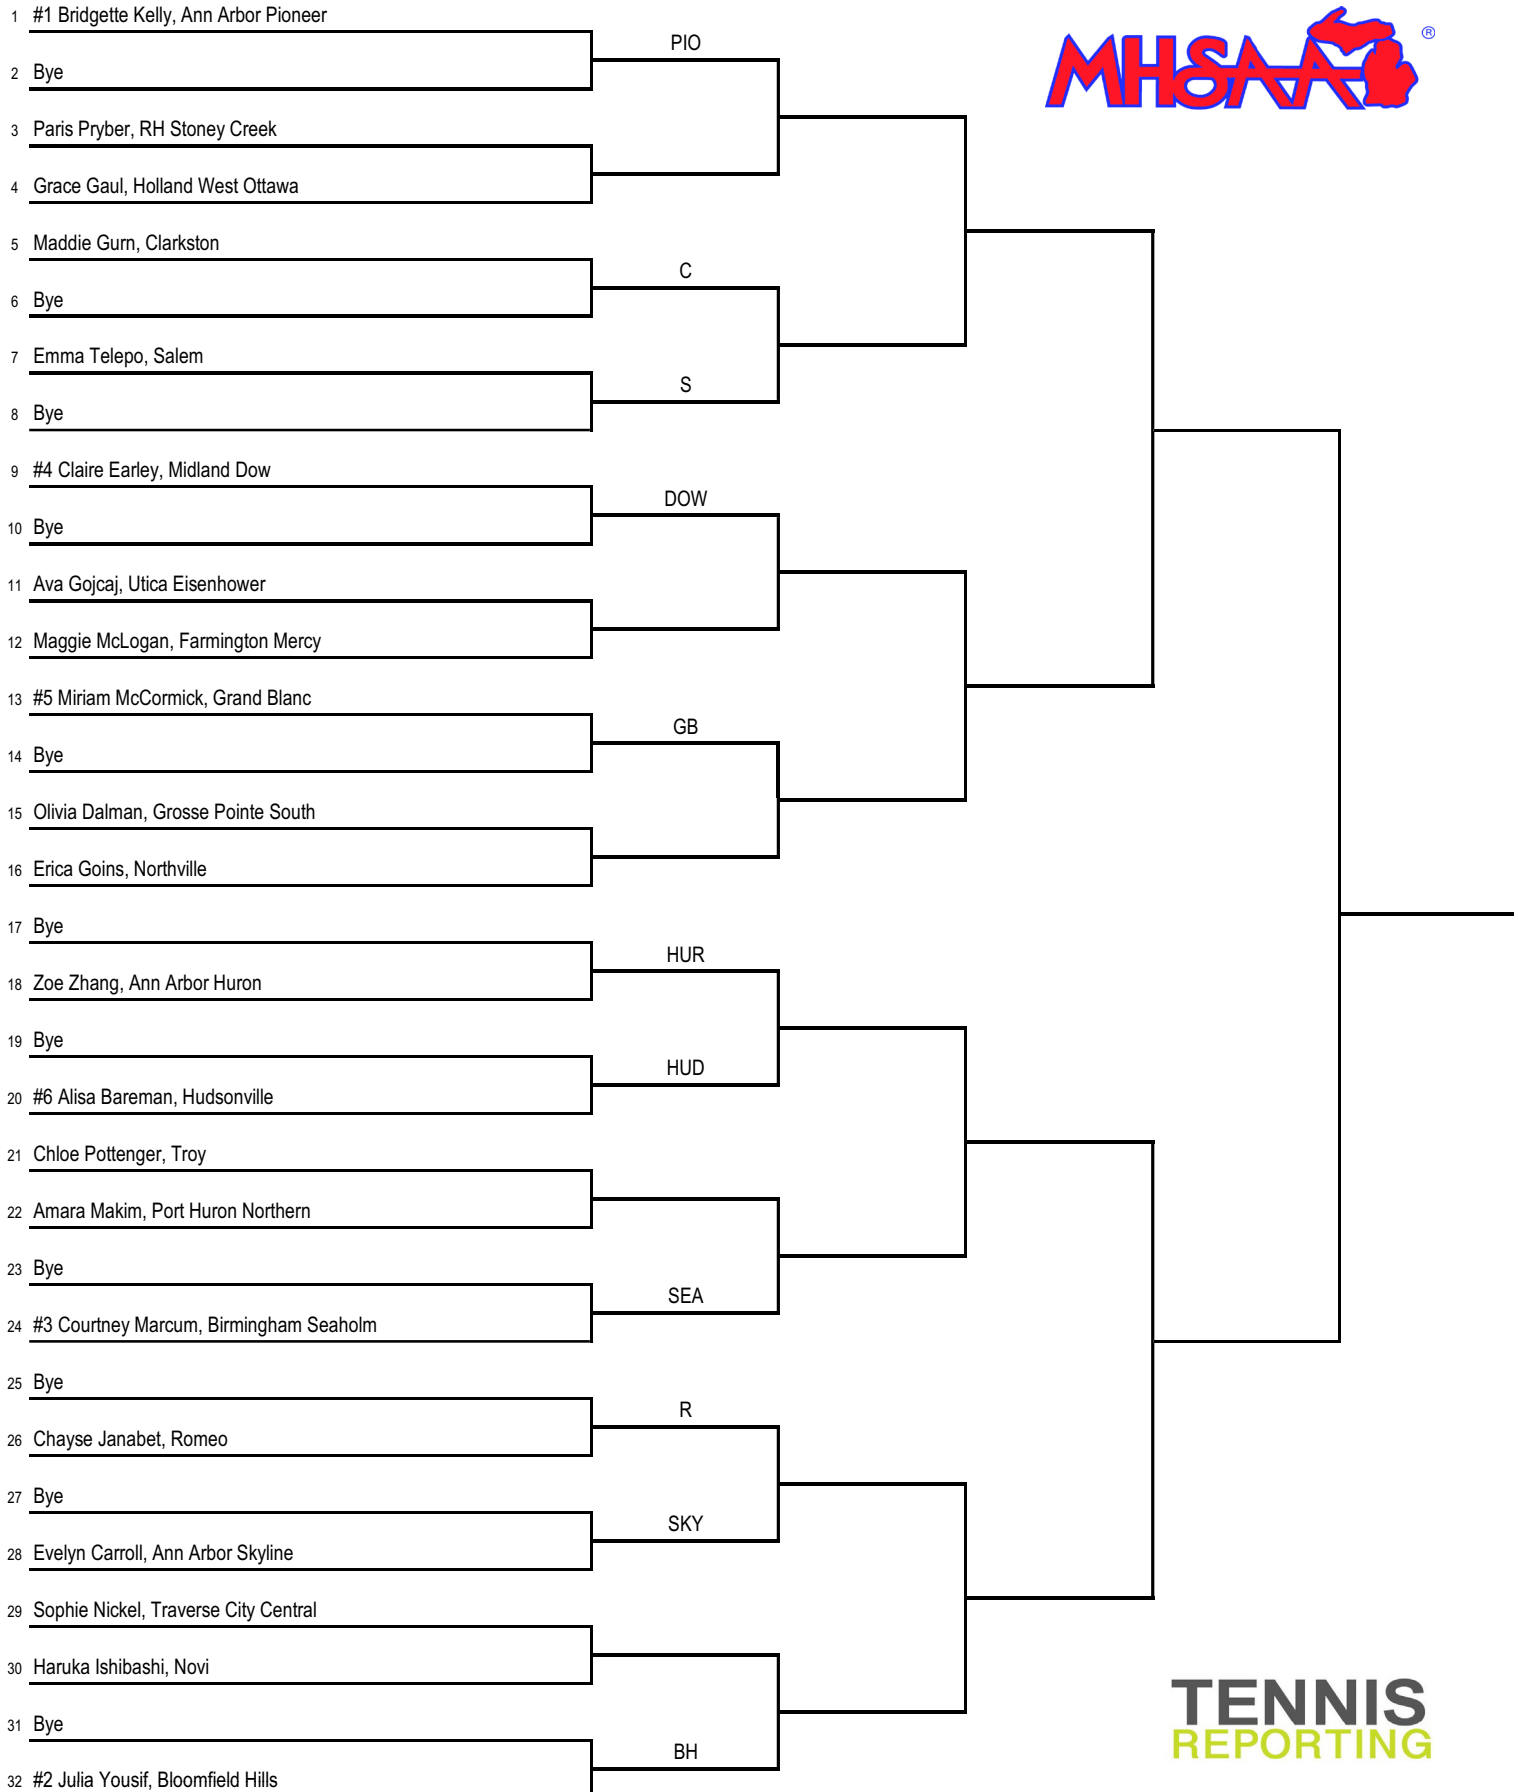 1 #1 Bridgette Kelly, Ann Arbor Pioneer
PIO
2 Bye
3 Paris Pryber, RH Stoney Creek
4 Grace Gaul, Holland West Ottawa
5 Maddie Gurn, Clarkston
C
6 Bye
7 Emma Telepo, Salem
S
8 Bye
9 #4 Claire Earley, Midland Dow
DOW
10 Bye
11 Ava Gojcaj, Utica Eisenhower
12 Maggie McLogan, Farmington Mercy
13 #5 Miriam McCormick, Grand Blanc
GB
14 Bye
15 Olivia Dalman, Grosse Pointe South
16 Erica Goins, Northville
17 Bye
HUR
18 Zoe Zhang, Ann Arbor Huron
19 Bye
HUD
20 #6 Alisa Bareman, Hudsonville
21 Chloe Pottenger, Troy
22 Amara Makim, Port Huron Northern
23 Bye
SEA
24 #3 Courtney Marcum, Birmingham Seaholm
25 Bye
R
26 Chayse Janabet, Romeo
27 Bye
SKY
28 Evelyn Carroll, Ann Arbor Skyline
29 Sophie Nickel, Traverse City Central
30 Haruka Ishibashi, Novi
31 Bye
BH
32 #2 Julia Yousif, Bloomfield Hills
MHSAA ®
TENNIS
REPORTING